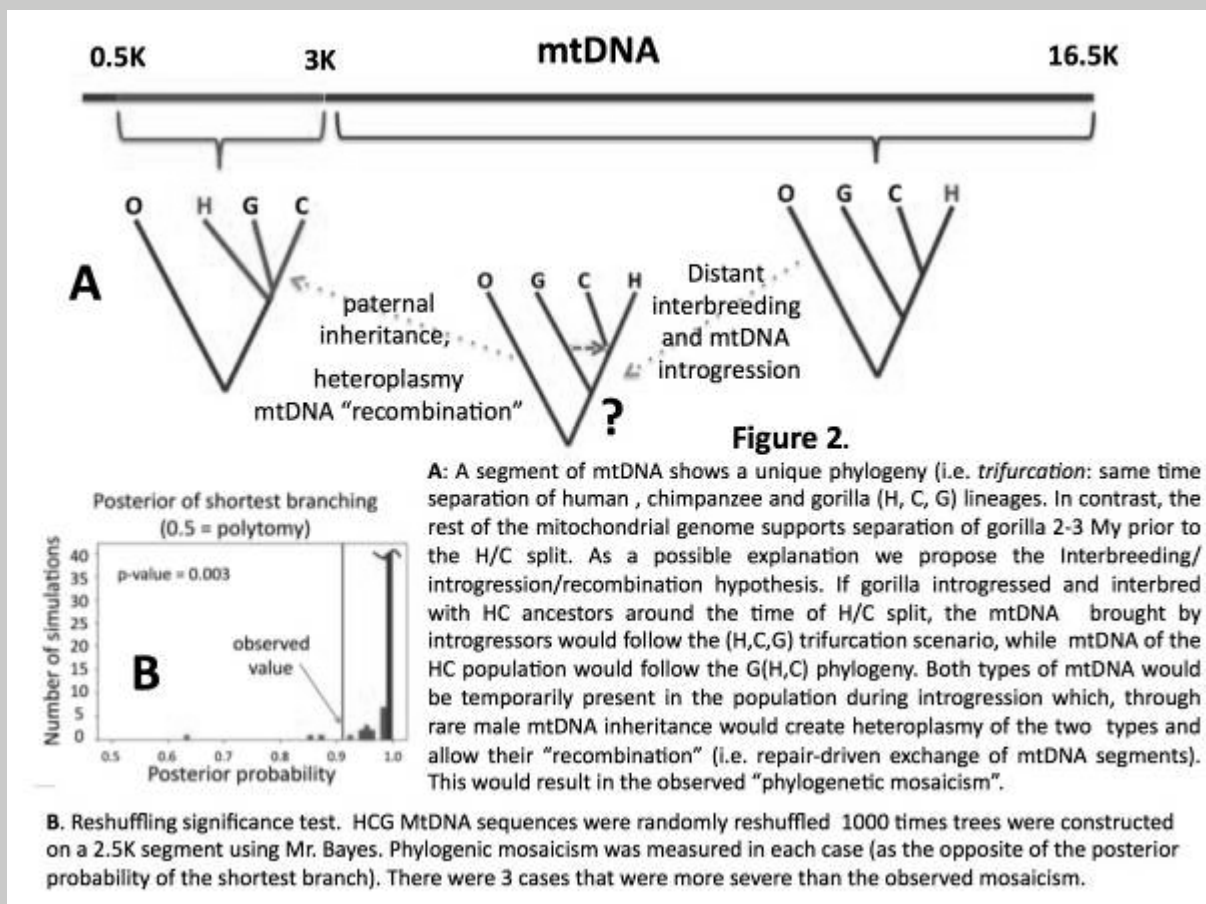 0.5K 3K mtDNA 16.5K
O H G C
O G C H
A
O G C H
paternal
inheritance,
heteroplasmy
mtDNA “recombination”
Distant
interbreeding
and mtDNA
introgression
?
Figure 2.
A: A segment of mtDNA shows a unique phylogeny (i.e. trifurcation: same time
separation of human , chimpanzee and gorilla (H, C, G) lineages. In contrast, the
rest of the mitochondrial genome supports separation of gorilla 2-3 My prior to
the H/C split. As a possible explanation we propose the Interbreeding/
introgression/recombination hypothesis. If gorilla introgressed and interbred
with HC ancestors around the time of H/C split, the mtDNA brought by
introgressors would follow the (H,C,G) trifurcation scenario, while mtDNA of the
HC population would follow the G(H,C) phylogeny. Both types of mtDNA would
be temporarily present in the population during introgression which, through
rare male mtDNA inheritance would create heteroplasmy of the two types and
allow their “recombination” (i.e. repair-driven exchange of mtDNA segments).
This would result in the observed “phylogenetic mosaicism”.
Posterior of shortest branching
(0.5 = polytomy)
Number of simulations
40
35
30
25
20
15
10
5
0
p-value = 0.003
observed
value
B
0.5 0.6 0.7 0.8 0.9 1.0
Posterior probability
B. Reshuffling significance test. HCG MtDNA sequences were randomly reshuffled 1000 times trees were constructed
on a 2.5K segment using Mr. Bayes. Phylogenic mosaicism was measured in each case (as the opposite of the posterior
probability of the shortest branch). There were 3 cases that were more severe than the observed mosaicism.